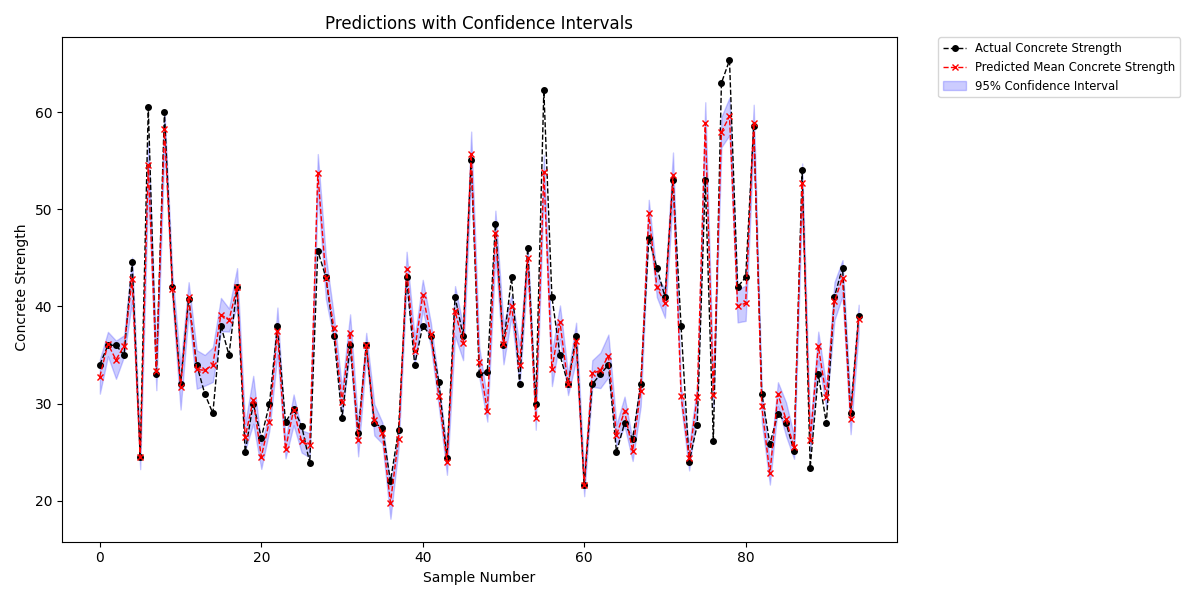 Predictions with Confidence Intervals
Actual Concrete Strength
Predicted Mean Concrete Strength
95% Confidence Interval
Concrete Strength
60
50
40
30
20
0
20
40
60
80
Sample Number